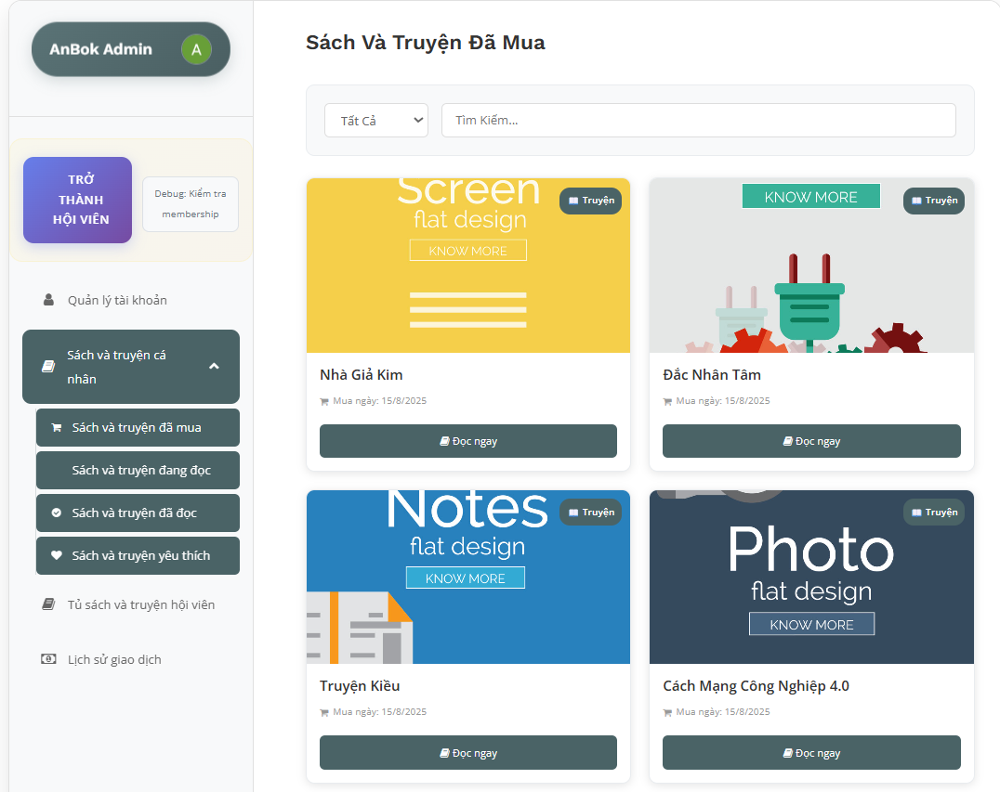 AnBok Admin
A
TRỞ
THÀNH
HỘI VIÊN
Debug: Kiểm tra
membership
Quản lý tài khoản
Sách và truyện cá
nhân
Sách và truyện đã mua
Sách và truyện đang đọc
Sách và truyện đã đọc
Sách và truyện yêu thích
Tủ sách và truyện hội viên
Lịch sử giao dịch
Sách Và Truyện Đã Mua
Tất Cả
Tìm Kiếm...
Screen
flat design
KNOW MORE
Truyện
Nhà Giả Kim
Mua ngày: 15/8/2025
Đọc ngay
KNOW MORE
Truyện
Đắc Nhân Tâm
Mua ngày: 15/8/2025
Đọc ngay
Notes
flat design
KNOW MORE
Truyện
Truyện Kiều
Mua ngày: 15/8/2025
Đọc ngay
Photo
flat design
KNOW MORE
Truyện
Cách Mạng Công Nghiệp 4.0
Mua ngày: 15/8/2025
Đọc ngay